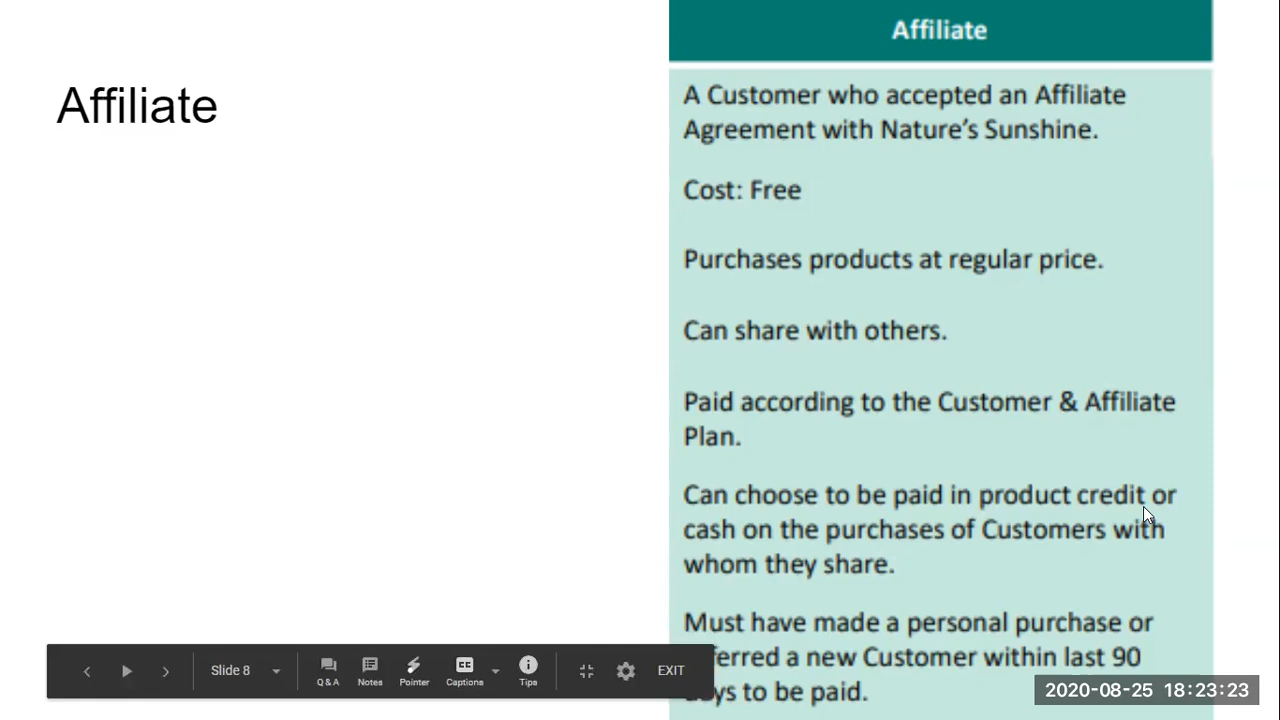 Affiliate
Affiliate
A Customer who accepted an Affiliate
Agreement with Nature's Sunshine.
Cost: Free
Purchases products at regular price.
Can share with others.
Paid according to the Customer & Affiliate
Plan.
Can choose to be paid in product credit or
cash on the purchases of Customers with
whom they share.
Must have made a personal purchase or
a new Customer within last 90
to be paid.
Slide 8
Q & A
Notes
Pointer
Captions
Tips
EXIT
2020-08-25 18:23:23